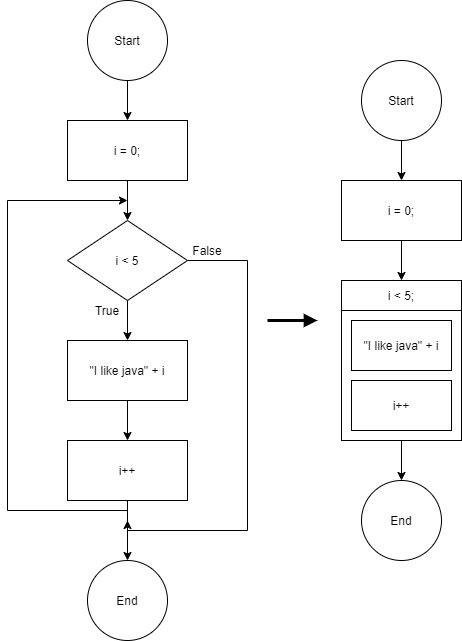 Start
i = 0;
i < 5
False
True
"I like java" + i
i++
End
Start
i = 0;
i < 5;
"I like java" + i
i++
End